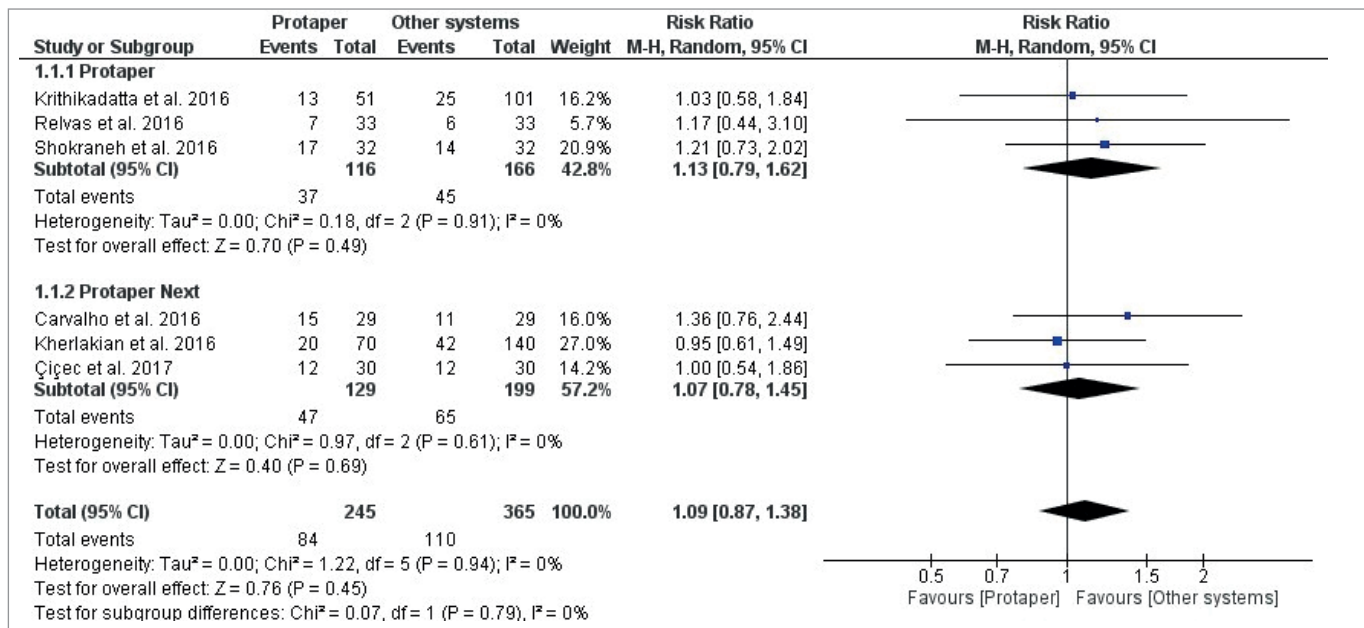 Protaper Other systems Risk Ratio Risk Ratio
Study or Subgroup Events Total Events Total Weight M-H, Random, 95% CI M-H, Random, 95% CI
1.1.1 Protaper
Krithikadatta et al. 2016 13 51 25 101 16.2% 1.03 [0.58, 1.84]
Relvas et al. 2016 7 33 6 33 5.7% 1.17 [0.44, 3.10]
Shokraneh et al. 2016 17 32 14 32 20.9% 1.21 [0.73, 2.02]
Subtotal (95% CI) 116 166 42.8% 1.13 [0.79, 1.62]
Total events 37 45
Heterogeneity: Tau² = 0.00; Chi² = 0.18, df = 2 (P = 0.91); I² = 0%
Test for overall effect: Z = 0.70 (P = 0.49)
1.1.2 Protaper Next
Carvalho et al. 2016 15 29 11 29 16.0% 1.36 [0.76, 2.44]
Kherlakian et al. 2016 20 70 42 140 27.0% 0.95 [0.61, 1.49]
Çiçec et al. 2017 12 30 12 30 14.2% 1.00 [0.54, 1.86]
Subtotal (95% CI) 129 199 57.2% 1.07 [0.78, 1.45]
Total events 47 65
Heterogeneity: Tau² = 0.00; Chi² = 0.97, df = 2 (P = 0.61); I² = 0%
Test for overall effect: Z = 0.40 (P = 0.69)
Total (95% CI) 245 365 100.0% 1.09 [0.87, 1.38]
Total events 84 110
Heterogeneity: Tau² = 0.00; Chi² = 1.22, df = 5 (P = 0.94); I² = 0%
Test for overall effect: Z = 0.76 (P = 0.45)
Test for subgroup differences: Chi² = 0.07, df = 1 (P = 0.79), I² = 0%
0.5 0.7 1 1.5 2
Favours [Protaper] Favours [Other systems]